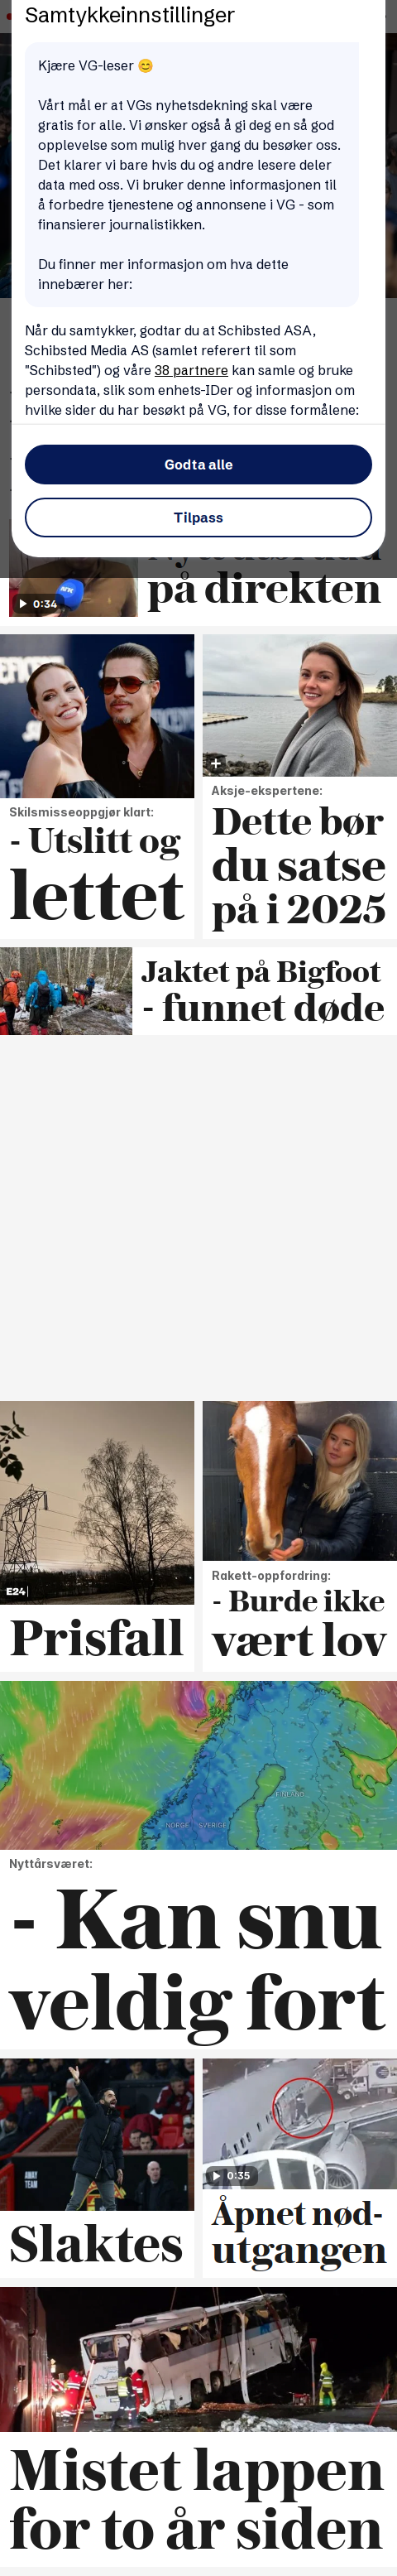 Samtykkeinnstillinger
Kjære VG-leser 😊
Vårt mål er at VGs nyhetsdekning skal være
gratis for alle. Vi ønsker også å gi deg en så god
opplevelse som mulig hver gang du besøker oss.
Det klarer vi bare hvis du og andre lesere deler
data med oss. Vi bruker denne informasjonen til
å forbedre tjenestene og annonsene i VG - som
finansierer journalistikken.
Du finner mer informasjon om hva dette
innebærer her:
Når du samtykker, godtar du at Schibsted ASA,
Schibsted Media AS (samlet referert til som
"Schibsted") og våre 38 partnere kan samle og bruke
persondata, slik som enhets-IDer og informasjon om
hvilke sider du har besøkt på VG, for disse formålene:
Godta alle
Tilpass
på direkten
NRK
0:34
Skilsmisseoppgjør klart:
- Utslitt og
lettet
Aksje-ekspertene:
Dette bør
du satse
på i 2025
Jaktet på Bigfoot
- funnet døde
E24
Prisfall
Rakett-oppfordring:
- Burde ikke
vært lov
FINLAND
NORGE SVERIGE
Nyttårsværet:
- Kan snu
veldig fort
AWAY
TEAM
Slaktes
0:35
Åpnet nød-
utgangen
Mistet lappen
for to år siden